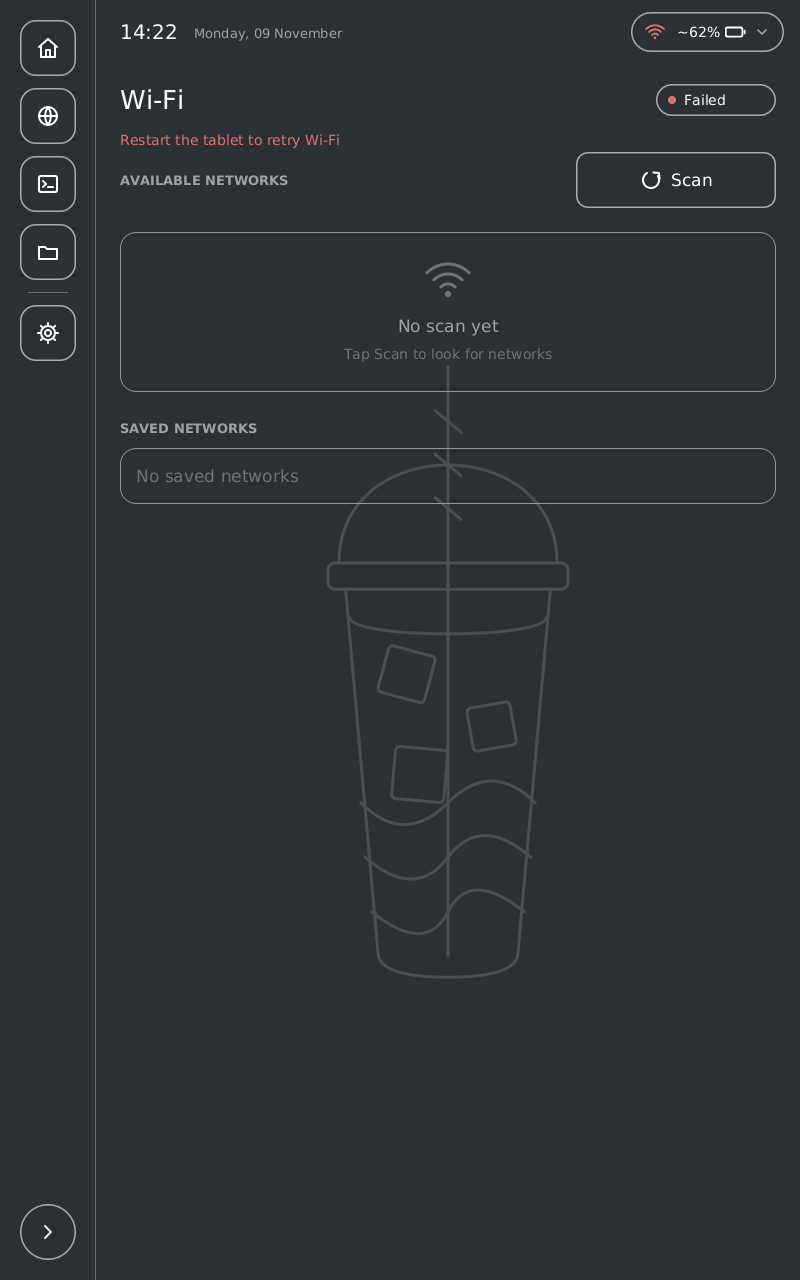 14:22 Monday, 09 November ~62%
Wi-Fi Failed
Restart the tablet to retry Wi-Fi
AVAILABLE NETWORKS Scan
No scan yet
Tap Scan to look for networks
SAVED NETWORKS
No saved networks